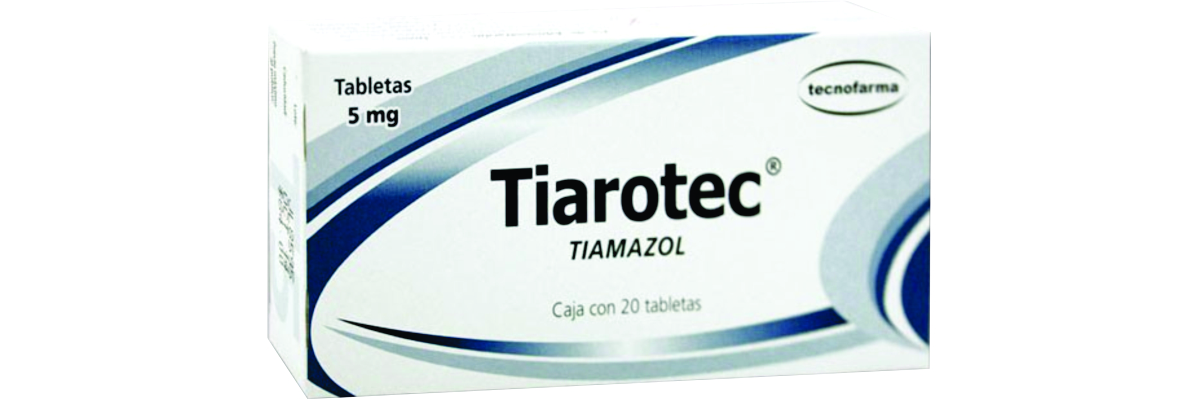 Tabletas
5 mg
tecnofarma
Tiarotec®
TIAMAZOL
Caja con 20 tabletas